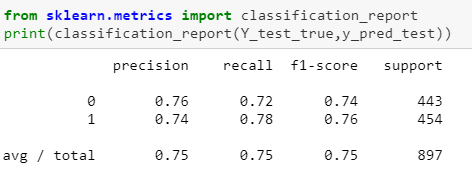 from sklearn.metrics import classification_report
print(classification_report(Y_test_true,y_pred_test))
precision recall f1-score support
0 0.76 0.72 0.74 443
1 0.74 0.78 0.76 454
avg / total 0.75 0.75 0.75 897